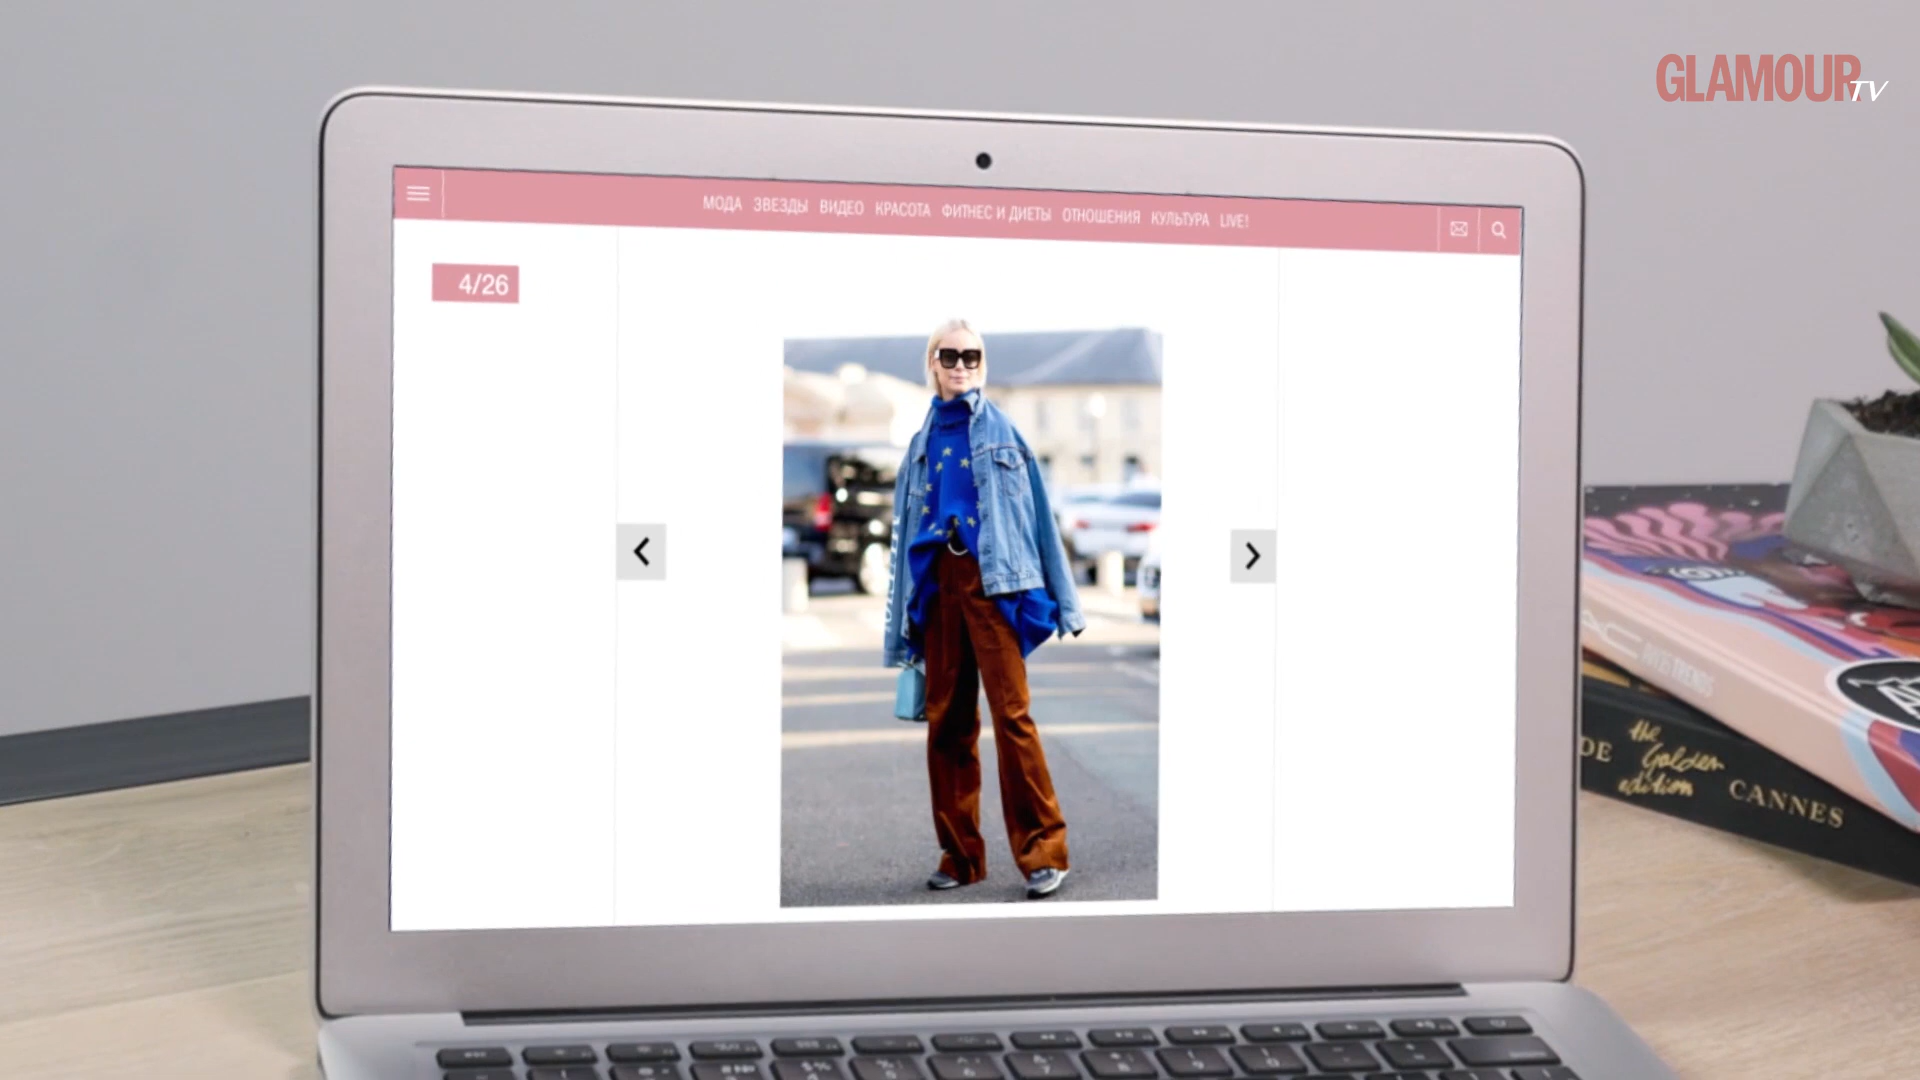 GLAMOUR TV
МОДА ЗВЕЗДЫ ВИДЕО КРАСОТА ФИТНЕС И ДИЕТЫ ОТНОШЕНИЯ КУЛЬТУРА LIVE!
4/26
the
Golden
edition
CANNES